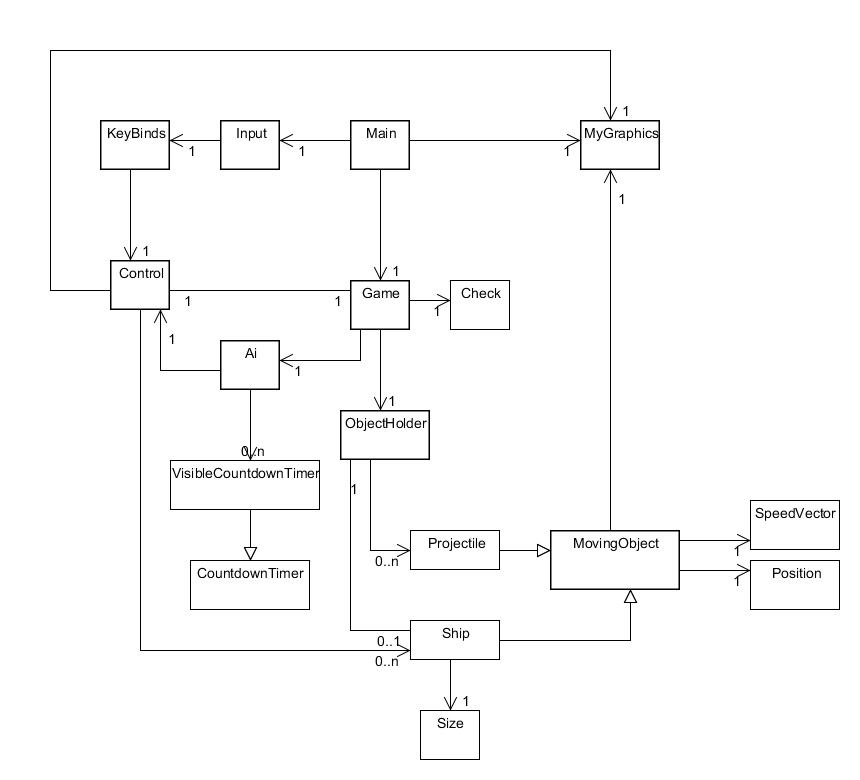 1
KeyBinds
Input
Main
MyGraphics
1
1
1
1
1
1
Control
1
1
Game
1
Check
1
1
Ai
1
1
ObjectHolder
0..n
VisibleCountdownTimer
1
SpeedVector
Projectile
MovingObject
1
0..n
CountdownTimer
Position
1
Ship
0..1
0..n
1
Size